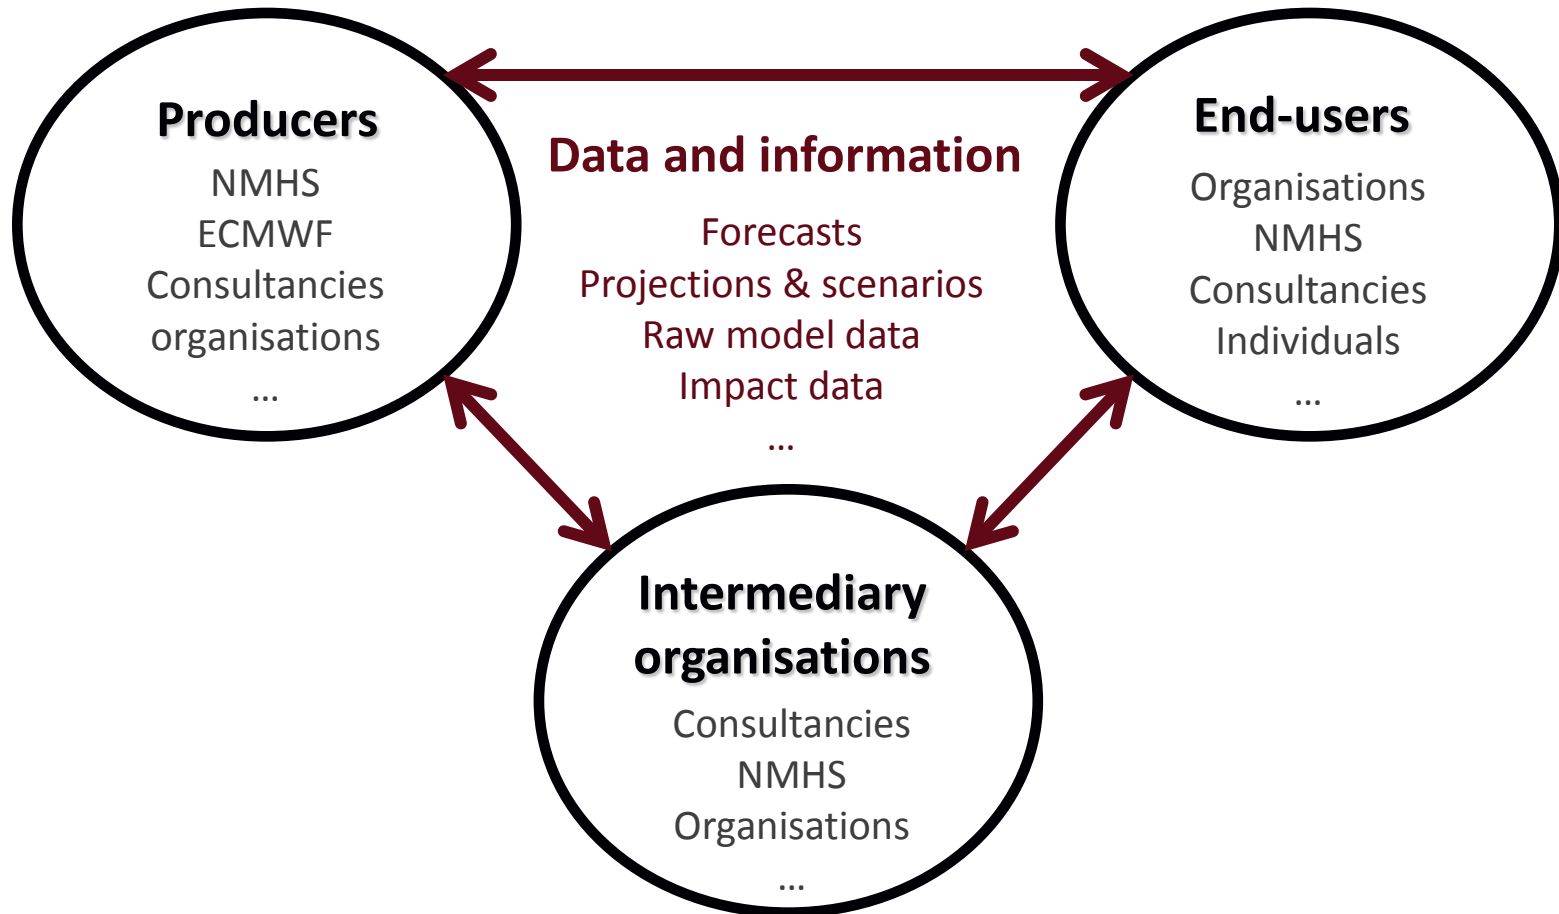 Producers
NMHS
ECMWF
Consultancies
organisations
...
Data and information
Forecasts
Projections & scenarios
Raw model data
Impact data
...
End-users
Organisations
NMHS
Consultancies
Individuals
...
Intermediary
organisations
Consultancies
NMHS
Organisations
...